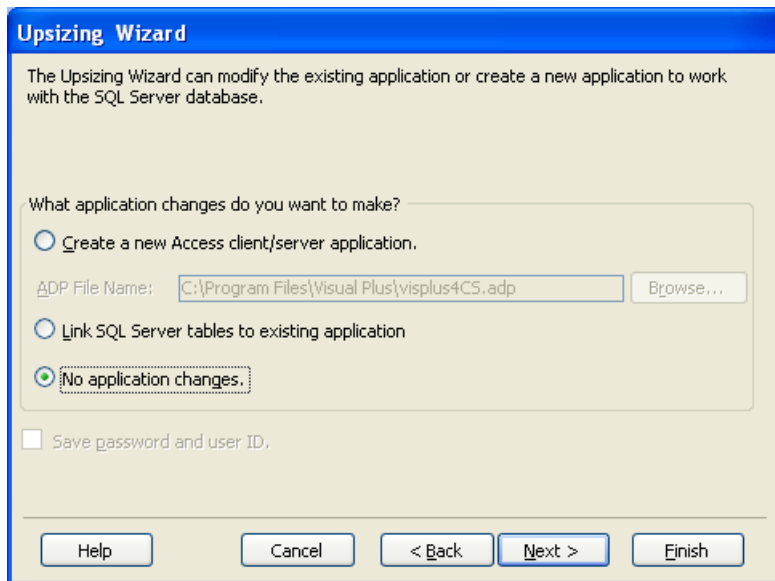 Upsizing Wizard
The Upsizing Wizard can modify the existing application or create a new application to work
with the SQL Server database.
What application changes do you want to make?
Create a new Access client/server application.
ADP File Name: C:\Program Files\Visual Plus\visplus4CS.adp Browse...
Link SQL Server tables to existing application
No application changes.
Save password and user ID.
Help Cancel < Back Next > Finish